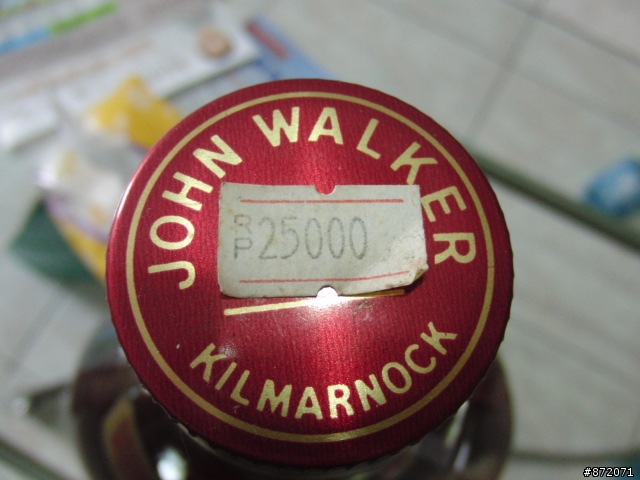 JOHN WALKER
RP 25000
KILMARNOCK
#872071